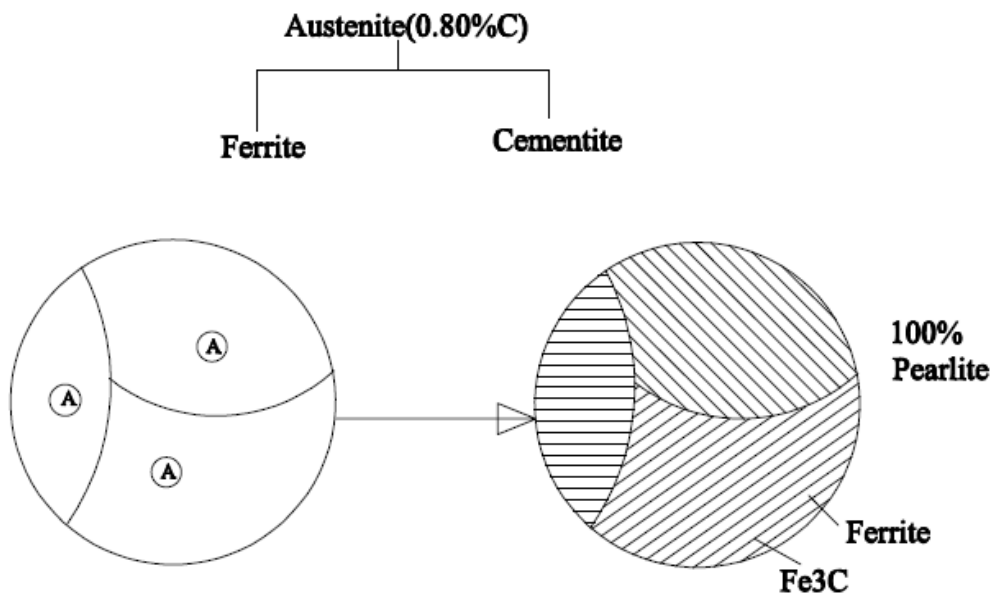 Austenite(0.80%C)
Ferrite
Cementite
A
A
A
100%
Pearlite
Ferrite
Fe3C